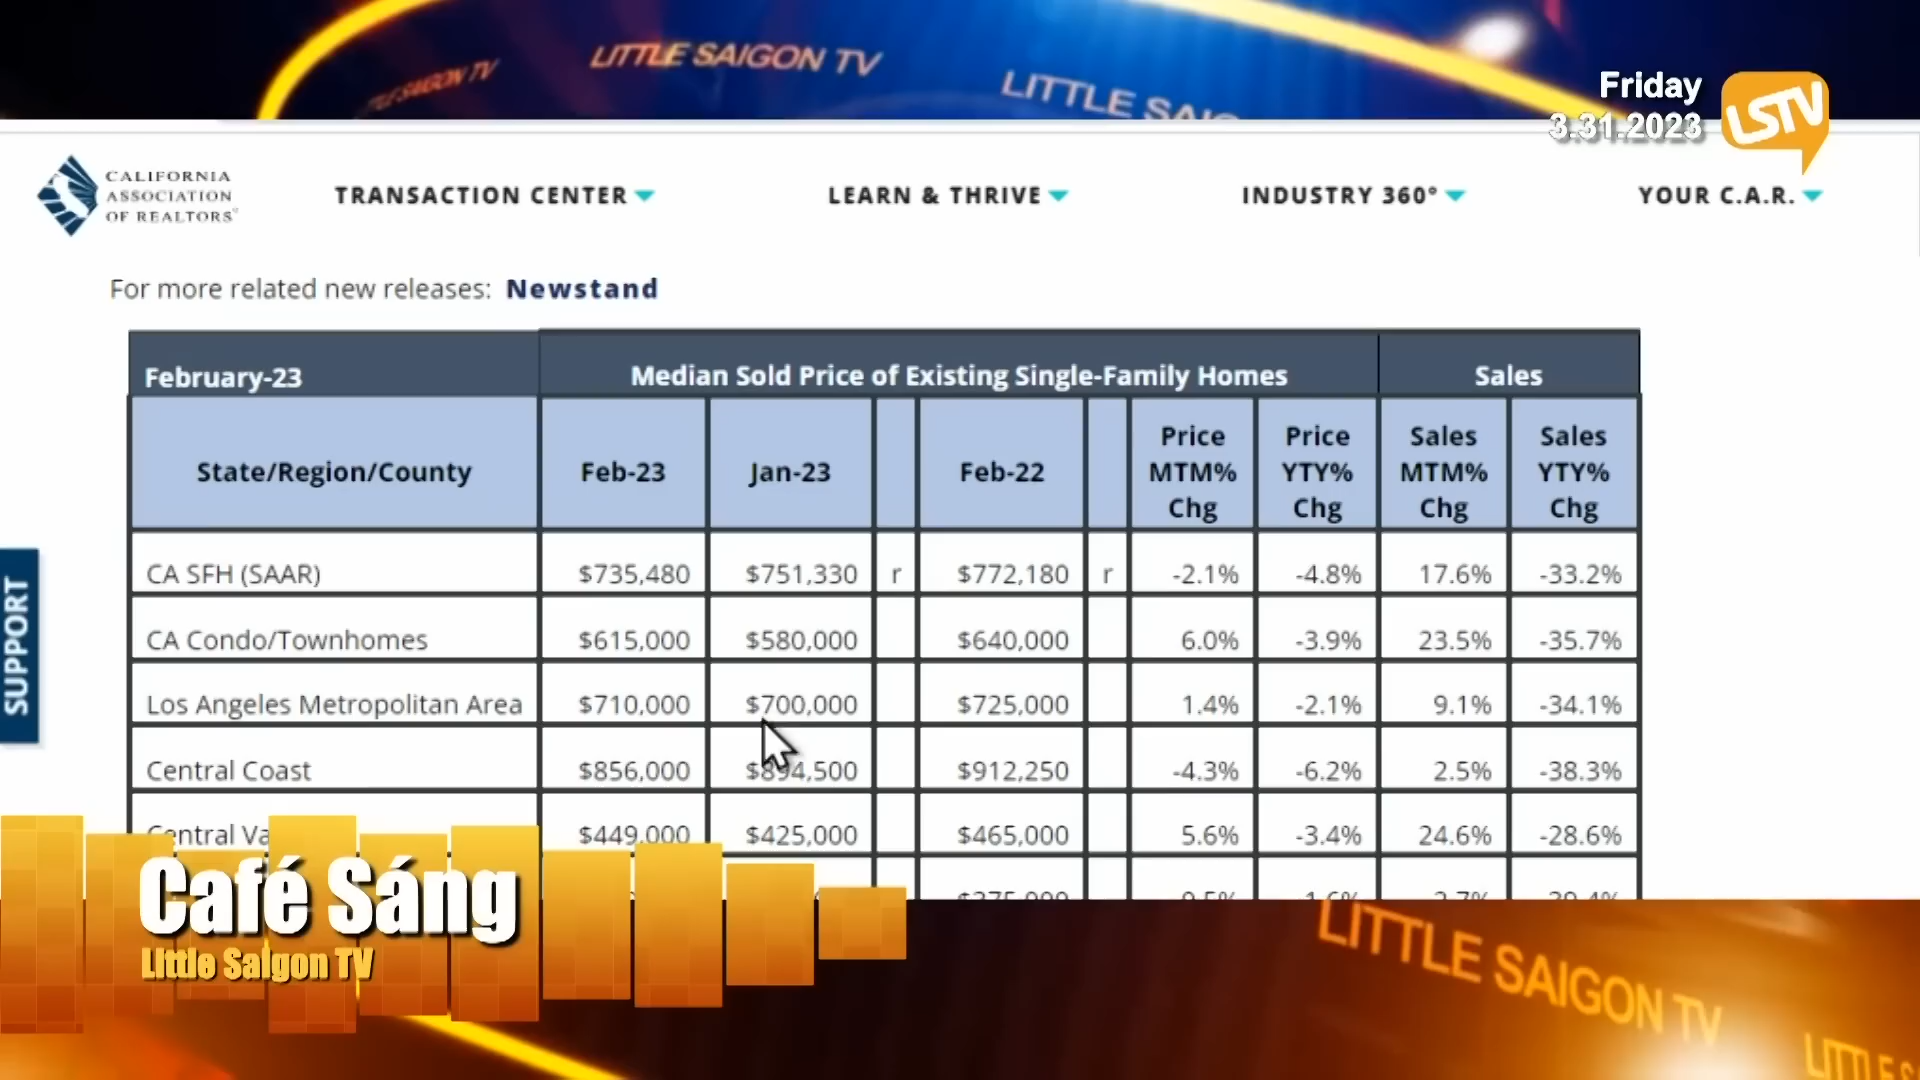 LITTLE SAIGON TV
LITTLE SAIGON TV
LITTLE
Friday
3.31.2023
LSTV
CALIFORNIA
ASSOCIATION
OF REALTORS
TRANSACTION CENTER
LEARN & THRIVE
INDUSTRY 360°
YOUR C.A.R.
For more related new releases: Newstand
February-23 Median Sold Price of Existing Single-Family Homes Sales
State/Region/County Feb-23 Jan-23 Feb-22 Price MTM% Chg Price YTY% Chg Sales MTM% Chg Sales YTY% Chg
CA SFH (SAAR) $735,480 $751,330 r $772,180 r -2.1% -4.8% 17.6% -33.2%
CA Condo/Townhomes $615,000 $580,000 $640,000 6.0% -3.9% 23.5% -35.7%
Los Angeles Metropolitan Area $710,000 $700,000 $725,000 1.4% -2.1% 9.1% -34.1%
Central Coast $856,000 $894,500 $912,250 -4.3% -6.2% 2.5% -38.3%
Central $449,000 $425,000 $465,000 5.6% -3.4% 24.6% -28.6%
SUPPORT
Café Sáng
Little Saigon TV
LITTLE SAIGON TV